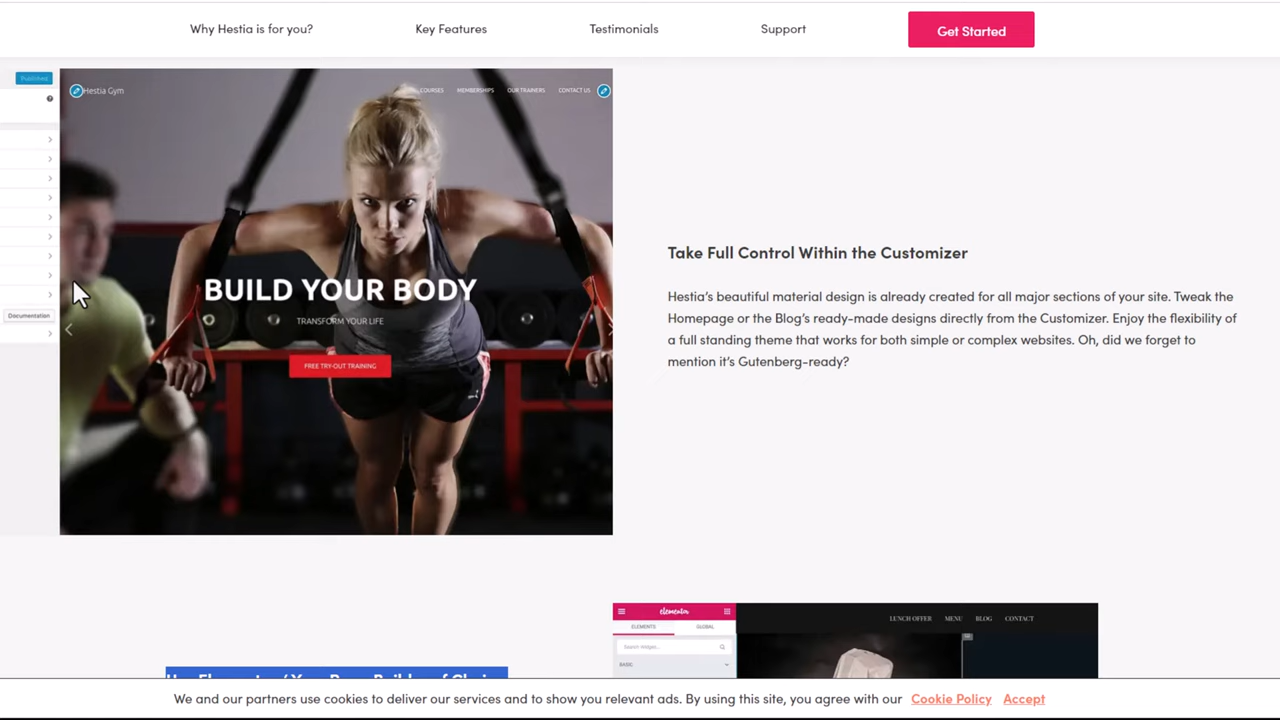 Why Hestia is for you?
Key Features
Testimonials
Support
Get Started
Published
Hestia Gym
COURSES
MEMBERSHIPS
OUR TRAINERS
CONTACT US
BUILD YOUR BODY
TRANSFORM YOUR LIFE
FREE TRY-OUT TRAINING
Documentation
Take Full Control Within the Customizer
Hestia’s beautiful material design is already created for all major sections of your site. Tweak the
Homepage or the Blog’s ready-made designs directly from the Customizer. Enjoy the flexibility of
a full standing theme that works for both simple or complex websites. Oh, did we forget to
mention it’s Gutenberg-ready?
elementor
ELEMENTS
GLOBAL
Search Widget...
BASIC
LUNCH OFFER
MENU
BLOG
CONTACT
We and our partners use cookies to deliver our services and to show you relevant ads. By using this site, you agree with our Cookie Policy Accept